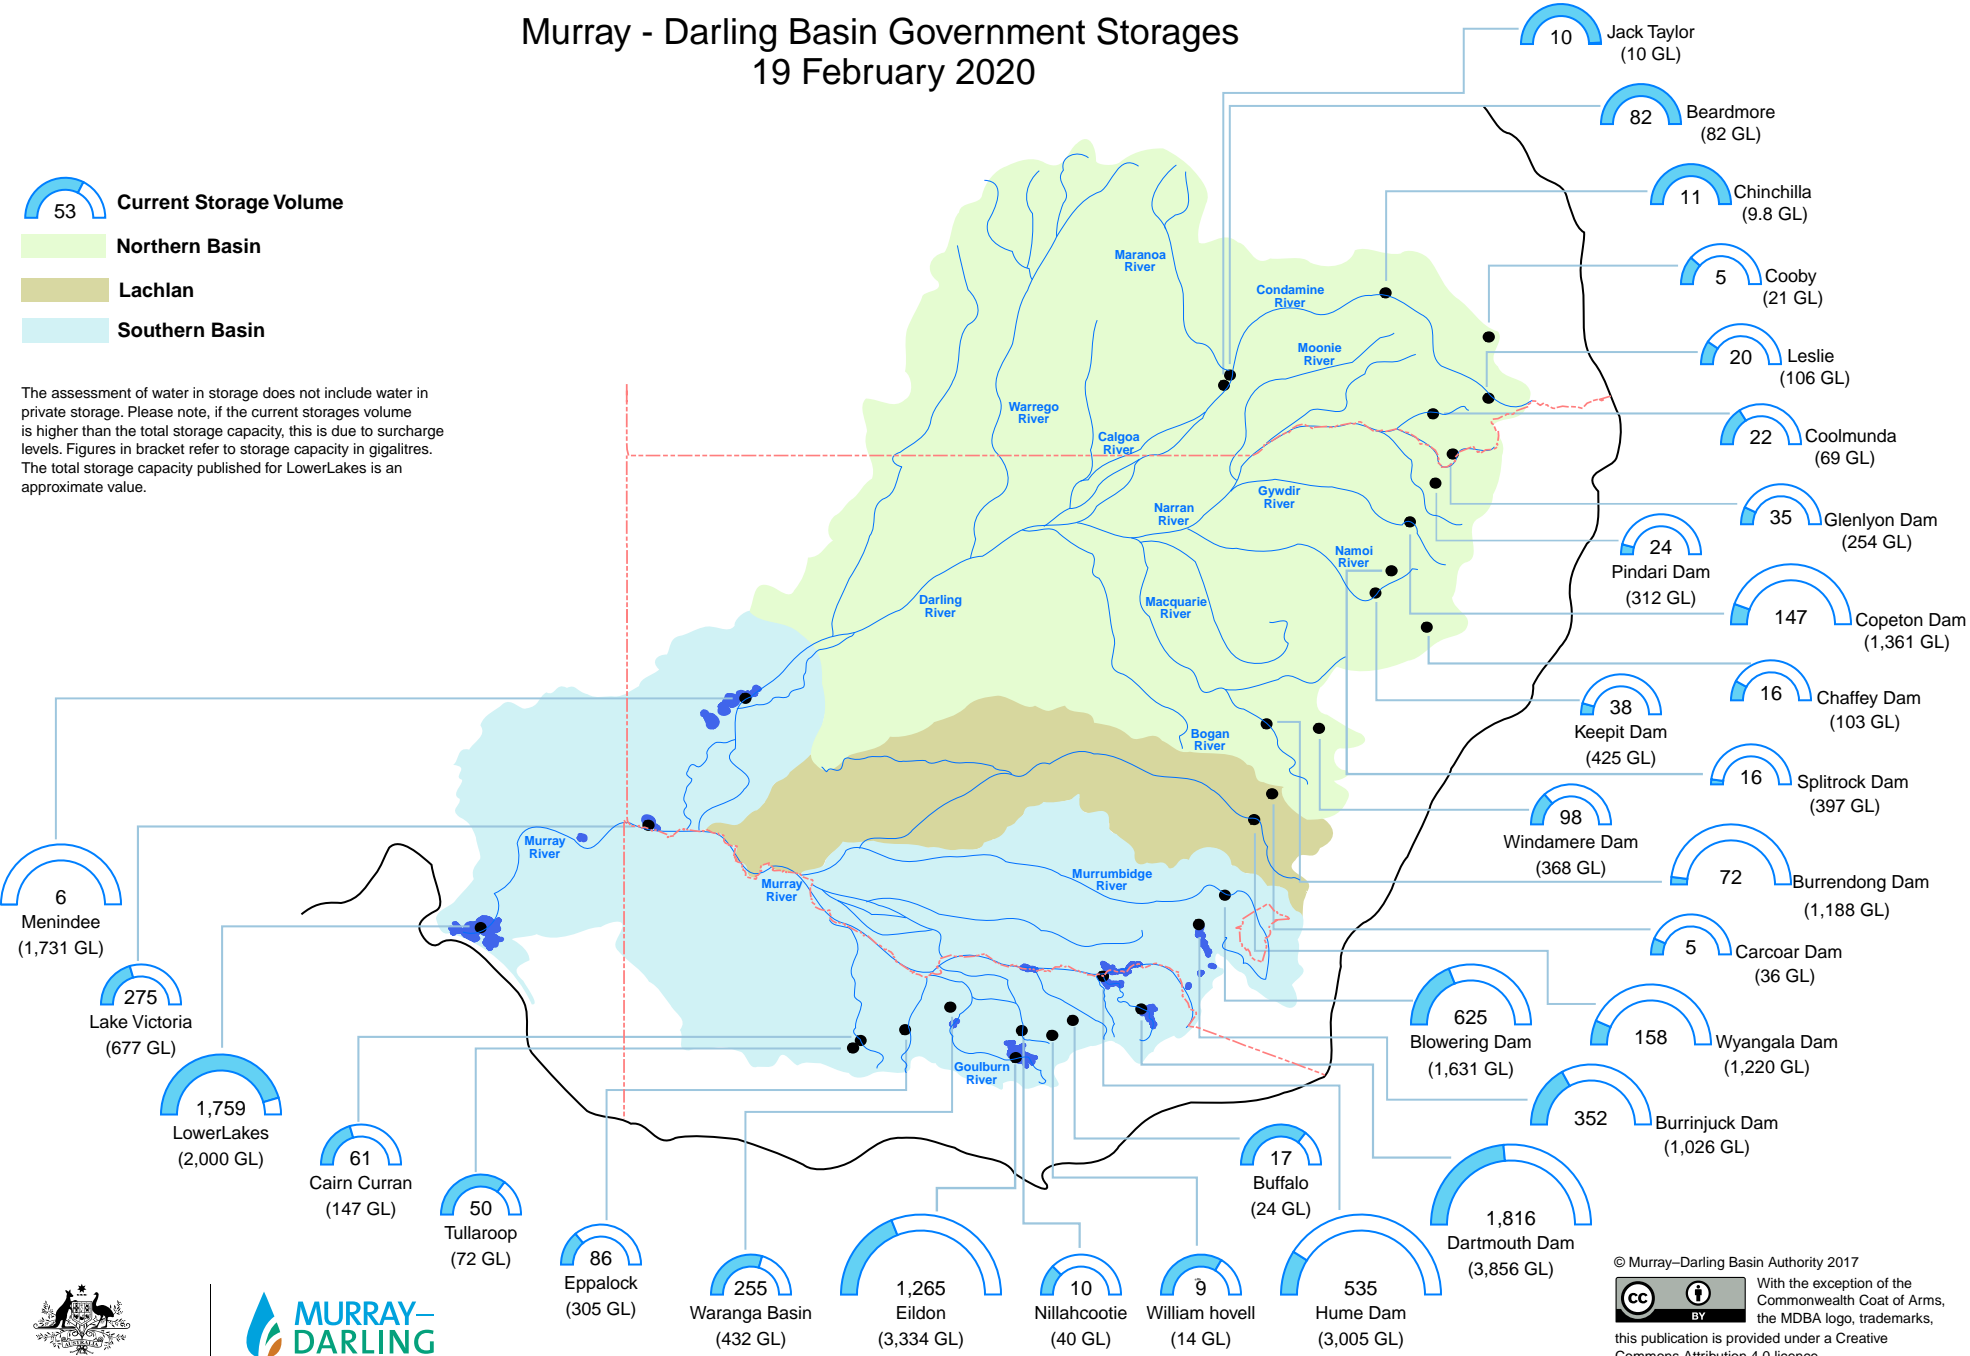 Murray - Darling Basin Government Storages
19 February 2020
53
Current Storage Volume
Northern Basin
Lachlan
Southern Basin
The assessment of water in storage does not include water in
private storage. Please note, if the current storages volume
is higher than the total storage capacity, this is due to surcharge
levels. Figures in bracket refer to storage capacity in gigalitres.
The total storage capacity published for LowerLakes is an
approximate value.
10
Jack Taylor
(10 GL)
82
Beardmore
(82 GL)
11
Chinchilla
(9.8 GL)
5
Cooby
(21 GL)
20
Leslie
(106 GL)
22
Coolmunda
(69 GL)
35
Glenlyon Dam
(254 GL)
24
Pindari Dam
(312 GL)
147
Copeton Dam
(1,361 GL)
16
Chaffey Dam
(103 GL)
38
Keepit Dam
(425 GL)
16
Splitrock Dam
(397 GL)
98
Windamere Dam
(368 GL)
72
Burrendong Dam
(1,188 GL)
5
Carcoar Dam
(36 GL)
625
Blowering Dam
(1,631 GL)
158
Wyangala Dam
(1,220 GL)
352
Burrinjuck Dam
(1,026 GL)
1,816
Dartmouth Dam
(3,856 GL)
Maranoa
River
Condamine
River
Moonie
River
Warrego
River
Calgoa
River
Gywdir
River
Narran
River
Namoi
River
Darling
River
Macquarie
River
Bogan
River
Murray
River
Murray
River
Murrumbidge
River
Goulburn
River
6
Menindee
(1,731 GL)
275
Lake Victoria
(677 GL)
1,759
LowerLakes
(2,000 GL)
61
Cairn Curran
(147 GL)
50
Tullaroop
(72 GL)
86
Eppalock
(305 GL)
255
Waranga Basin
(432 GL)
1,265
Eildon
(3,334 GL)
10
Nillahcootie
(40 GL)
9
William hovell
(14 GL)
17
Buffalo
(24 GL)
535
Hume Dam
(3,005 GL)
MURRAY–
DARLING
© Murray–Darling Basin Authority 2017
CC
BY
With the exception of the
Commonwealth Coat of Arms,
the MDBA logo, trademarks,
this publication is provided under a Creative
Commons Attribution 4.0 licence